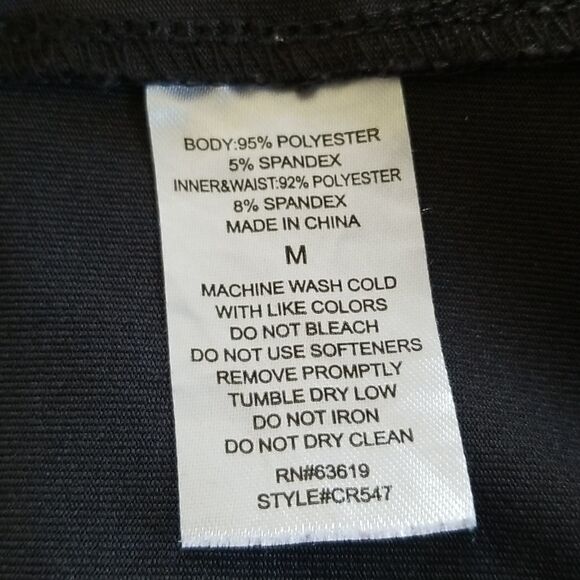 BODY:95% POLYESTER
5% SPANDEX
INNER&WAIST:92% POLYESTER
8% SPANDEX
MADE IN CHINA
M
MACHINE WASH COLD
WITH LIKE COLORS
DO NOT BLEACH
DO NOT USE SOFTENERS
REMOVE PROMPTLY
TUMBLE DRY LOW
DO NOT IRON
DO NOT DRY CLEAN
RN#63619
STYLE#CR547